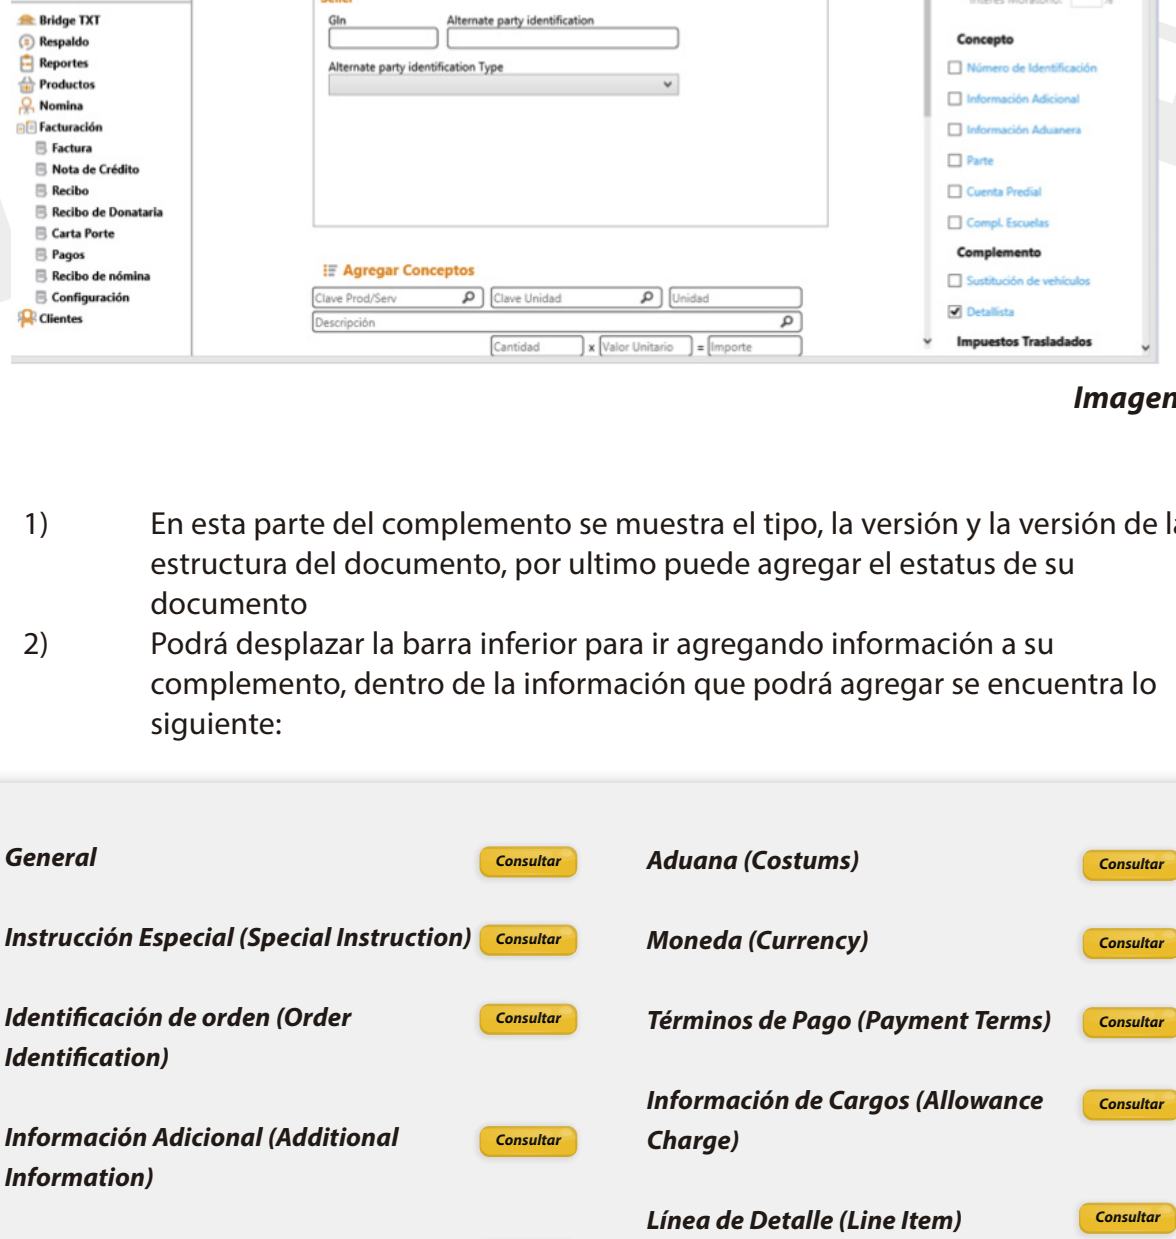 Seller
Bridge TXT
Respaldo
Reportes
Productos
Nomina
Facturación
Factura
Nota de Crédito
Recibo
Recibo de Donataria
Carta Porte
Pagos
Recibo de nómina
Configuración
Clientes
Gln
Alternate party identification
Alternate party identification Type
Agregar Conceptos
Clave Prod/Serv
Clave Unidad
Unidad
Descripción
Cantidad x Valor Unitario = Importe
Interés Moratorio: %
Concepto
Número de Identificación
Información Adicional
Información Aduanera
Parte
Cuenta Predial
Compl. Escuelas
Complemento
Sustitución de vehículos
Detallista
Impuestos Trasladados
Imagen
1) En esta parte del complemento se muestra el tipo, la versión y la versión de la
estructura del documento, por ultimo puede agregar el estatus de su
documento
2) Podrá desplazar la barra inferior para ir agregando información a su
complemento, dentro de la información que podrá agregar se encuentra lo
siguiente:
General Consultar
Instrucción Especial (Special Instruction) Consultar
Identificación de orden (Order Consultar
Identification)
Información Adicional (Additional Consultar
Information)
Aduana (Costums) Consultar
Moneda (Currency) Consultar
Términos de Pago (Payment Terms) Consultar
Información de Cargos (Allowance Consultar
Charge)
Línea de Detalle (Line Item) Consultar